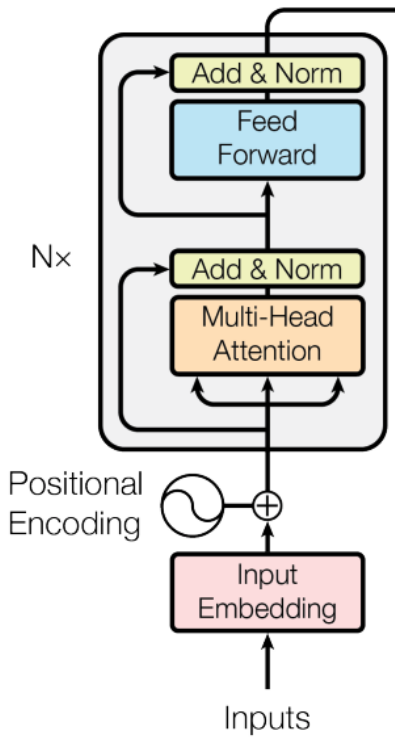 Add & Norm
Feed
Forward
N×
Add & Norm
Multi-Head
Attention
Positional
Encoding
Input
Embedding
Inputs